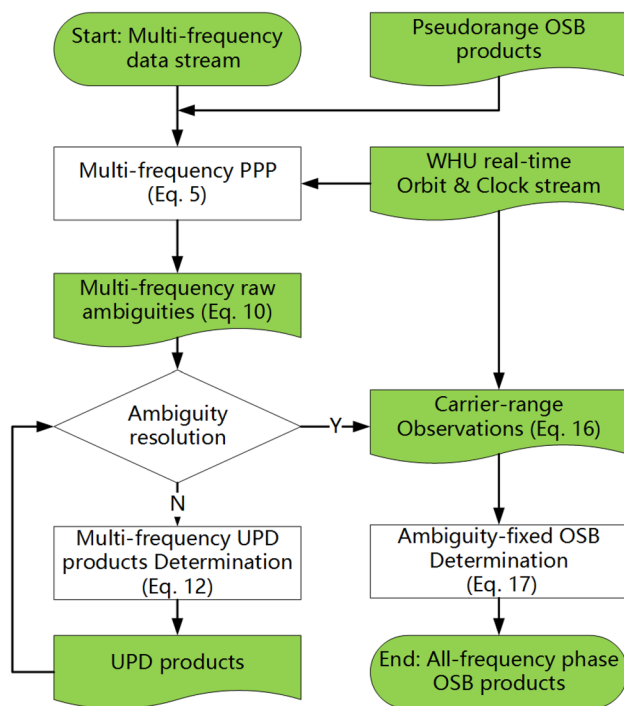 Start: Multi-frequency
data stream
Pseudorange OSB
products
Multi-frequency PPP
(Eq. 5)
WHU real-time
Orbit & Clock stream
Multi-frequency raw
ambiguities (Eq. 10)
Ambiguity
resolution
Y
Carrier-range
Observations (Eq. 16)
N
Multi-frequency UPD
products Determination
(Eq. 12)
Ambiguity-fixed OSB
Determination
(Eq. 17)
UPD products
End: All-frequency phase
OSB products